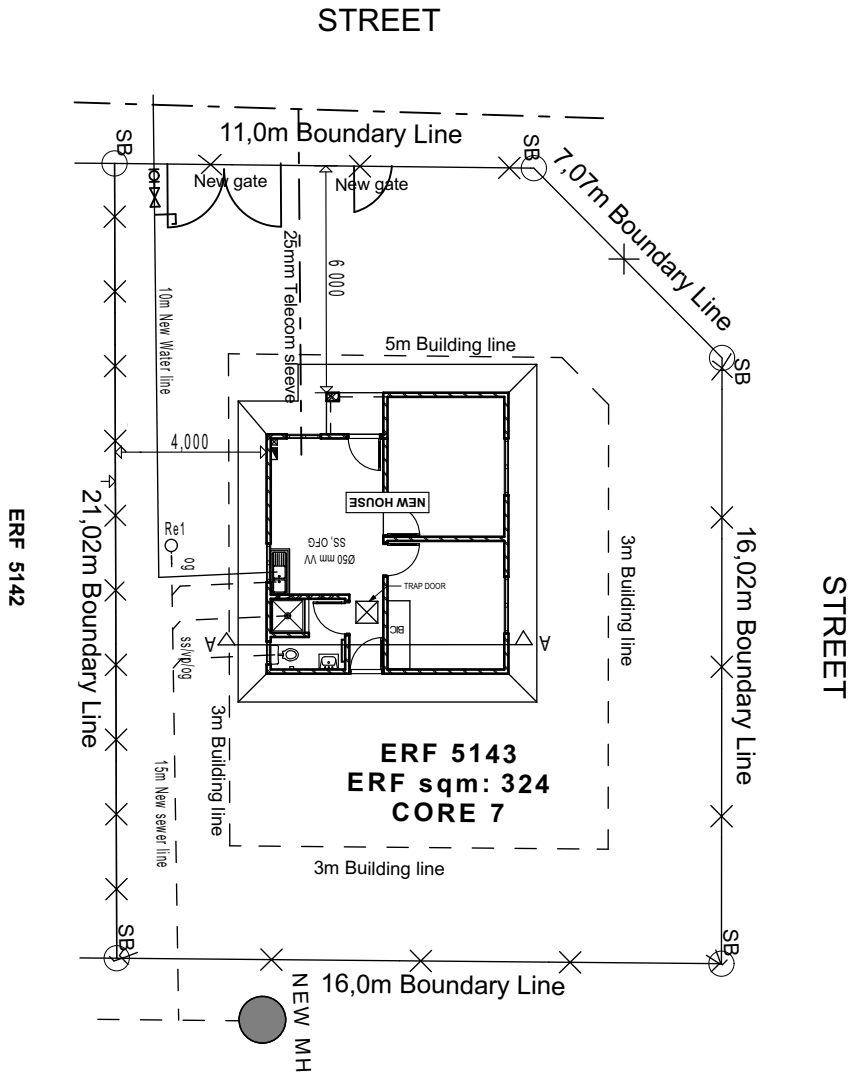 STREET
SB
11,0m Boundary Line
SB
7,07m Boundary Line
New gate
New gate
25mm Telecom sleeve
6 000
10m New Water line
5m Building line
SB
4,000
NEW HOUSE
21,02m Boundary Line
ERF 5142
Re1
og
SS, OFG
Ø50 mm VV
TRAP DOOR
BIC
3m Building line
16,02m Boundary Line
STREET
A
A
ss/vp/og
3m Building line
15m New sewer line
ERF 5143
ERF sqm: 324
CORE 7
3m Building line
SB
SB
16,0m Boundary Line
NEW MH